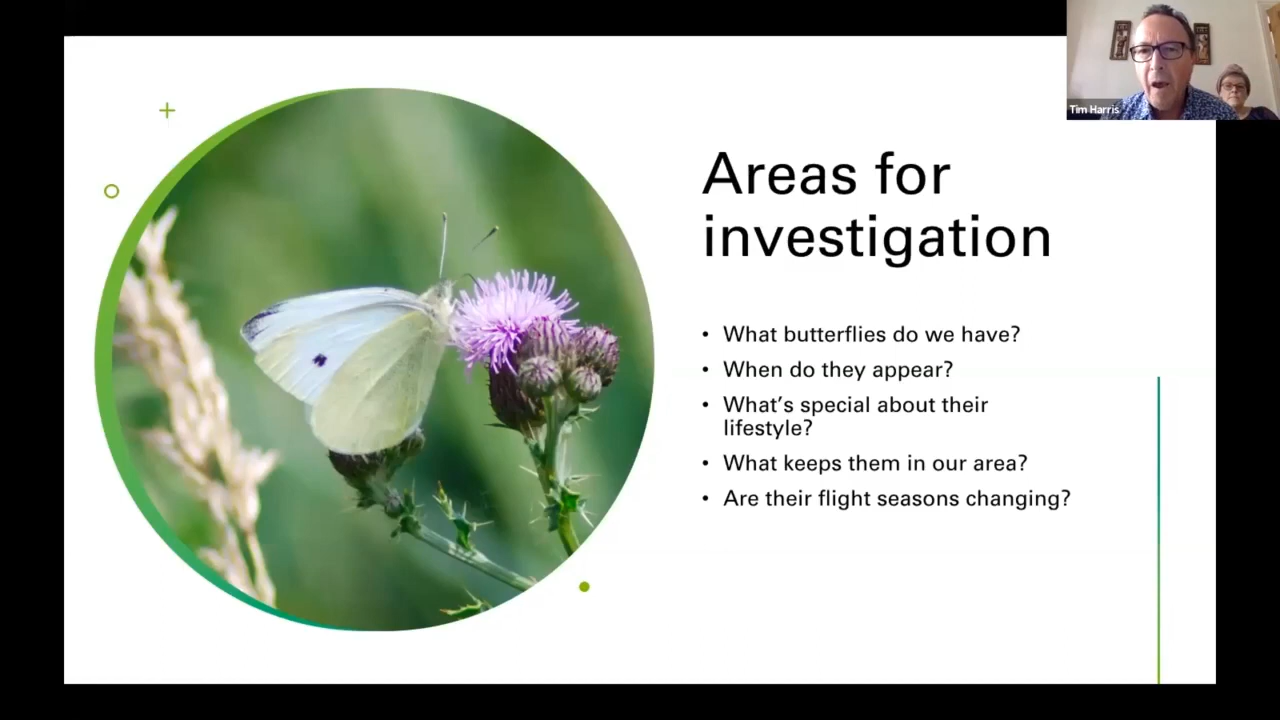 Tim Harris
Areas for
investigation
• What butterflies do we have?
• When do they appear?
• What’s special about their
lifestyle?
• What keeps them in our area?
• Are their flight seasons changing?